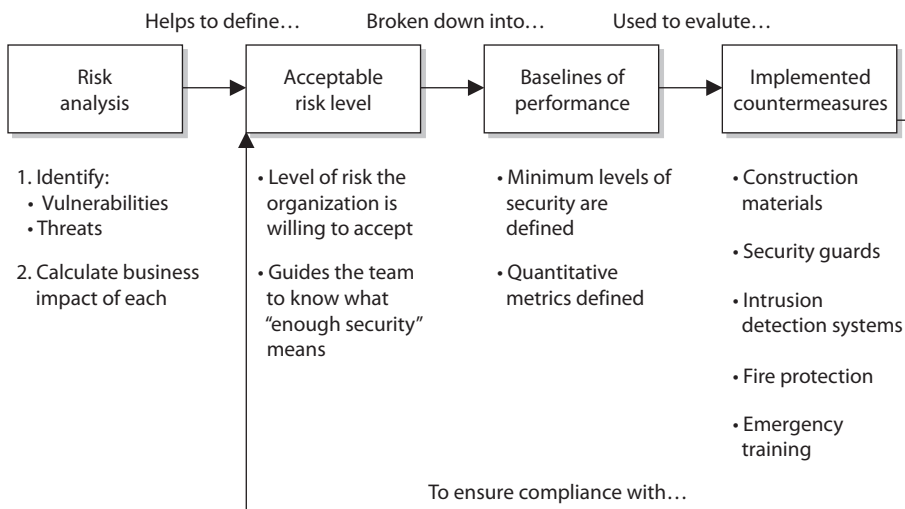 Helps to define…
Broken down into…
Used to evaluate…
Risk
analysis
Acceptable
risk level
Baselines of
performance
Implemented
countermeasures
1. Identify:
• Vulnerabilities
• Threats
2. Calculate business
impact of each
• Level of risk the
organization is
willing to accept
• Guides the team
to know what
“enough security”
means
• Minimum levels of
security are
defined
• Quantitative
metrics defined
• Construction
materials
• Security guards
• Intrusion
detection systems
• Fire protection
• Emergency
training
To ensure compliance with…